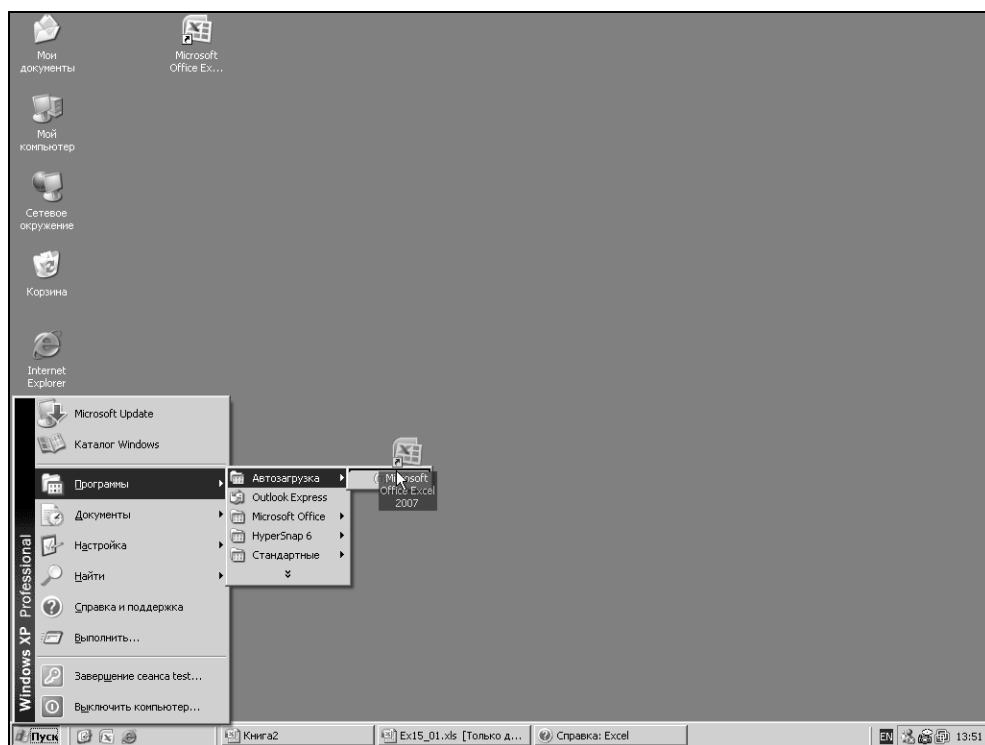 Мои
документы
Microsoft
Office Ex...
Мой
компьютер
Сетевое
окружение
Корзина
Internet
Explorer
Microsoft Update
Каталог Windows
Программы
Документы
Настройка
Найти
Справка и поддержка
Выполнить...
Завершение сеанса test...
Выключить компьютер...
Windows XP Professional
Автозагрузка
Outlook Express
Microsoft Office
HyperSnap 6
Стандартные
Microsoft
Office Excel
2007
Пуск
Книга2
Ex15_01.xls [Только д...
Справка: Excel
EN
13:51